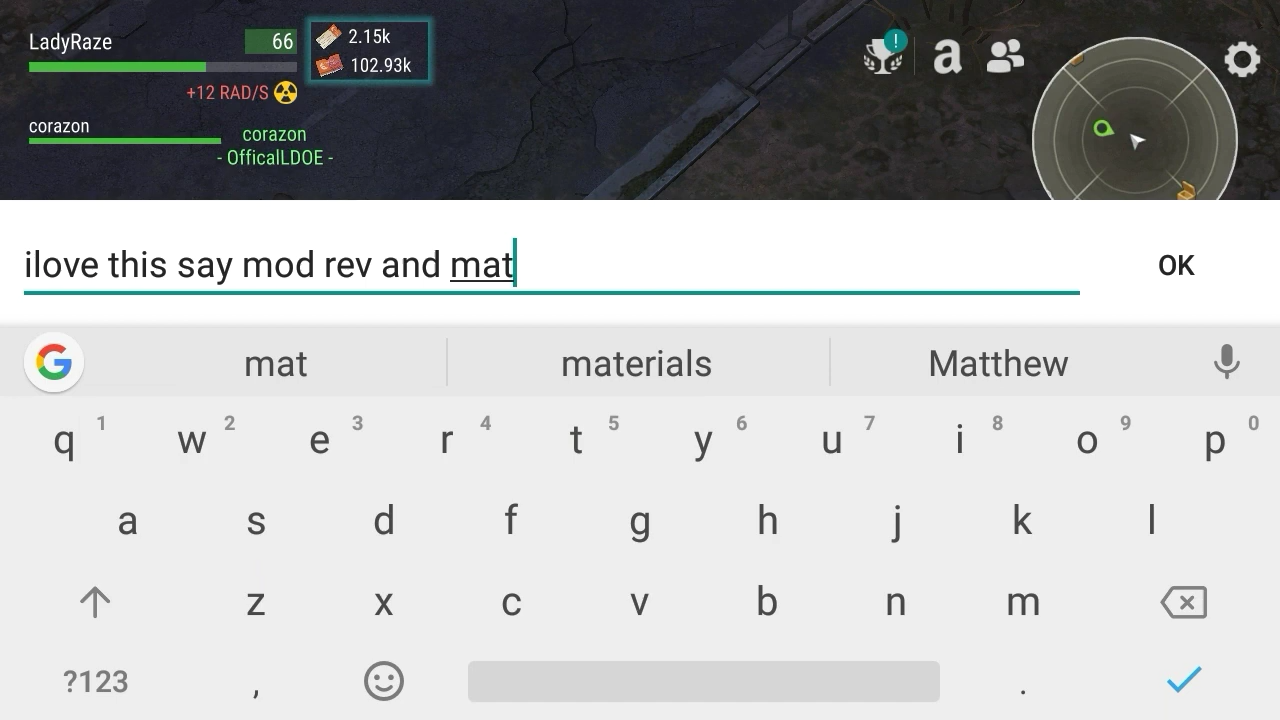 LadyRaze 66
2.15k
102.93k
+12 RAD/S
corazon
corazon
- OfficalLDOE -
!
a
ilove this say mod rev and mat
OK
G mat materials Matthew
q 1 w 2 e 3 r 4 t 5 y 6 u 7 i 8 o 9 p 0
a s d f g h j k l
z x c v b n m
?123 , .